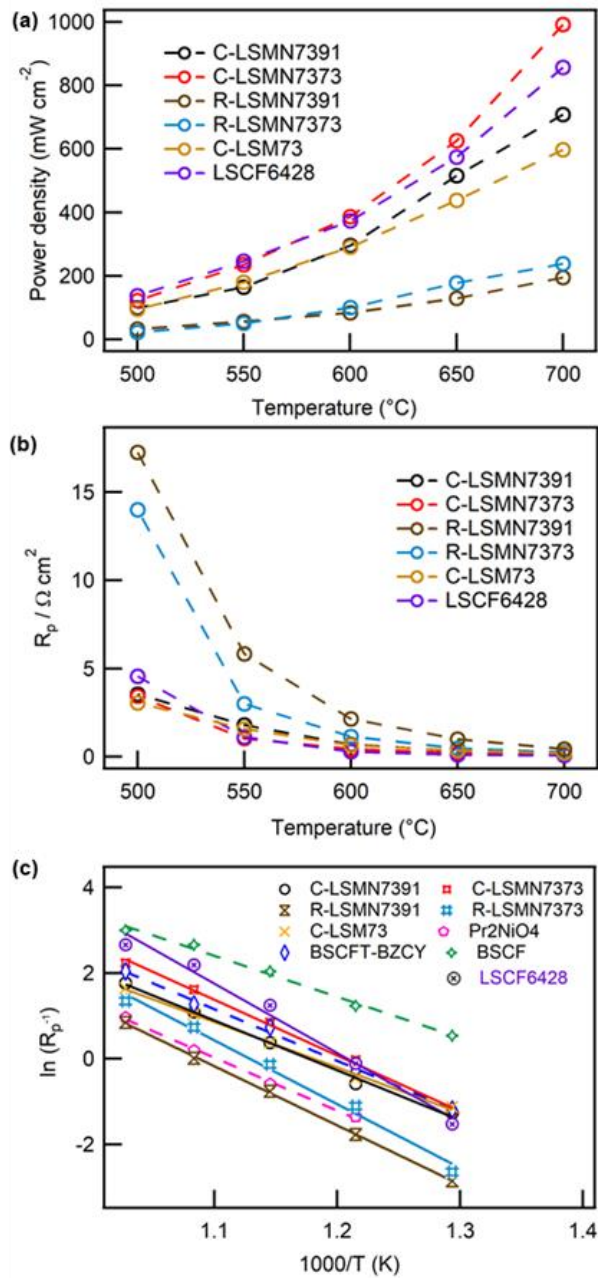 (a)
1000
800
600
400
200
0
Power density (mW cm-2)
C-LSMN7391
C-LSMN7373
R-LSMN7391
R-LSMN7373
C-LSM73
LSCF6428
500 550 600 650 700
Temperature (°C)
(b)
15
10
5
0
Rp / Ω cm2
C-LSMN7391
C-LSMN7373
R-LSMN7391
R-LSMN7373
C-LSM73
LSCF6428
500 550 600 650 700
Temperature (°C)
(c)
4
2
0
-2
ln (Rp-1)
C-LSMN7391 C-LSMN7373
R-LSMN7391 R-LSMN7373
C-LSM73 Pr2NiO4
BSCFT-BZCY BSCF
LSCF6428
1.1 1.2 1.3 1.4
1000/T (K)